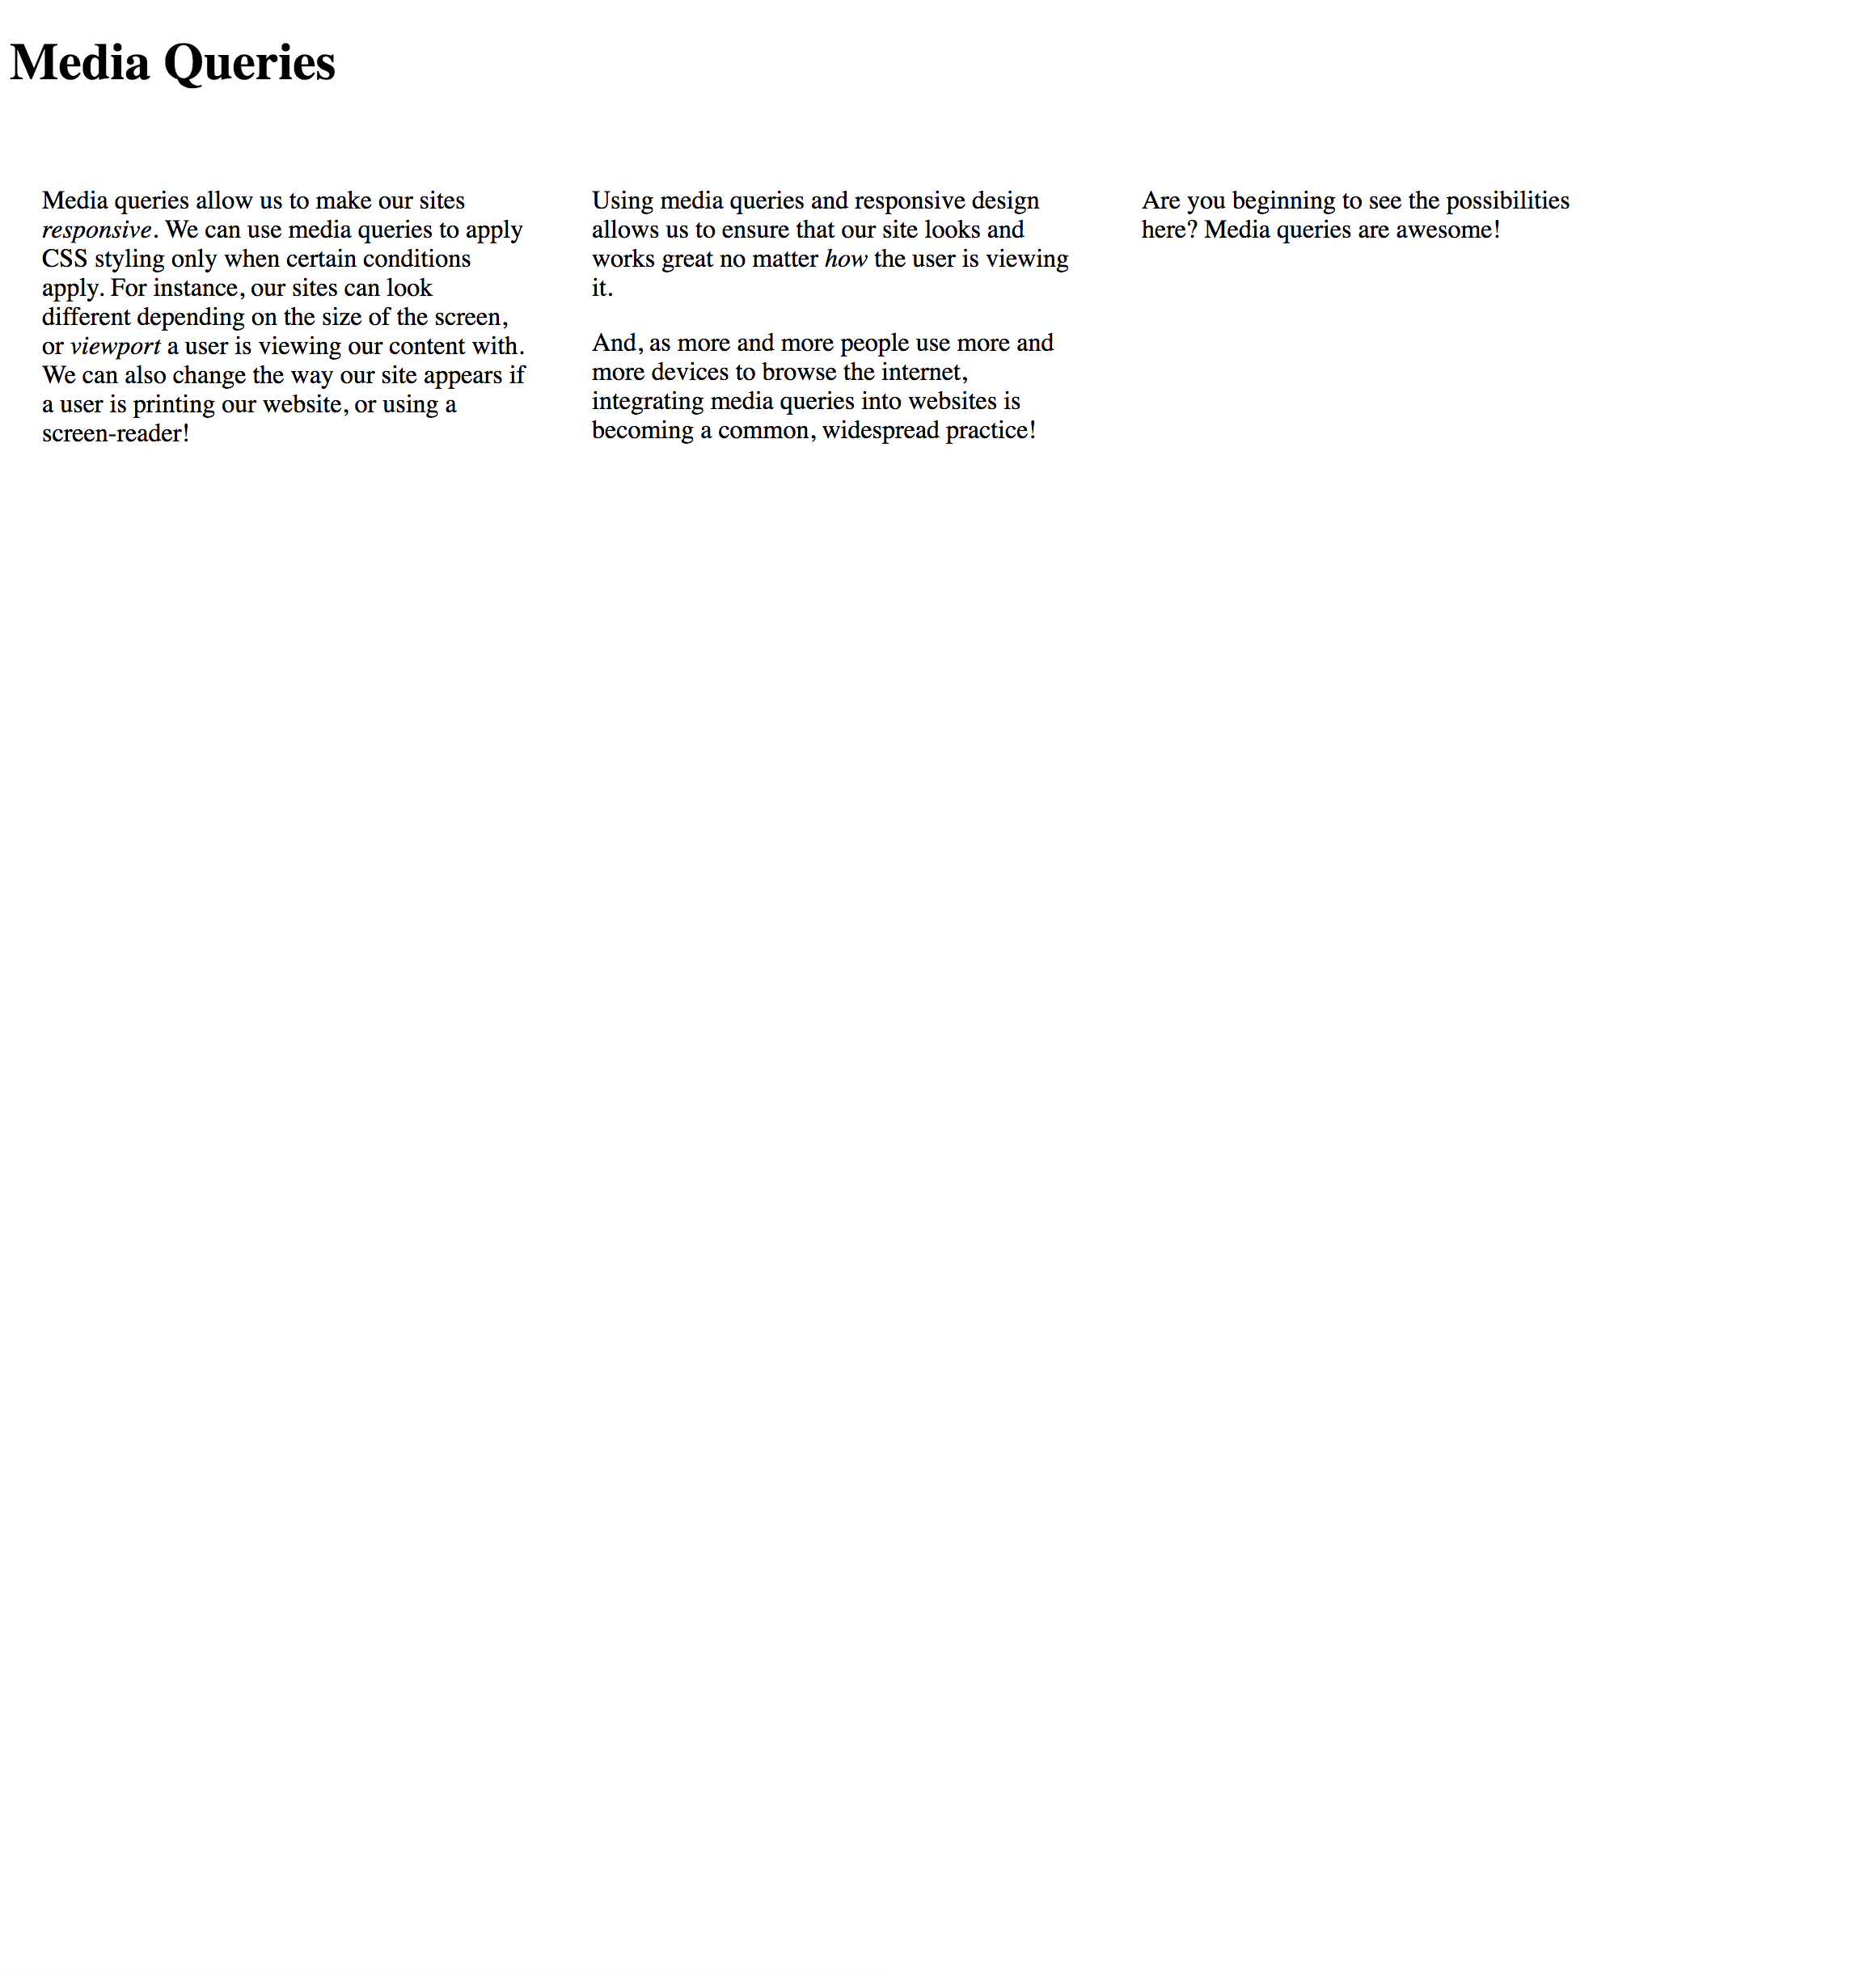 Media Queries
Media queries allow us to make our sites
responsive. We can use media queries to apply
CSS styling only when certain conditions
apply. For instance, our sites can look
different depending on the size of the screen,
or viewport a user is viewing our content with.
We can also change the way our site appears if
a user is printing our website, or using a
screen-reader!
Using media queries and responsive design
allows us to ensure that our site looks and
works great no matter how the user is viewing
it.
And, as more and more people use more and
more devices to browse the internet,
integrating media queries into websites is
becoming a common, widespread practice!
Are you beginning to see the possibilities
here? Media queries are awesome!